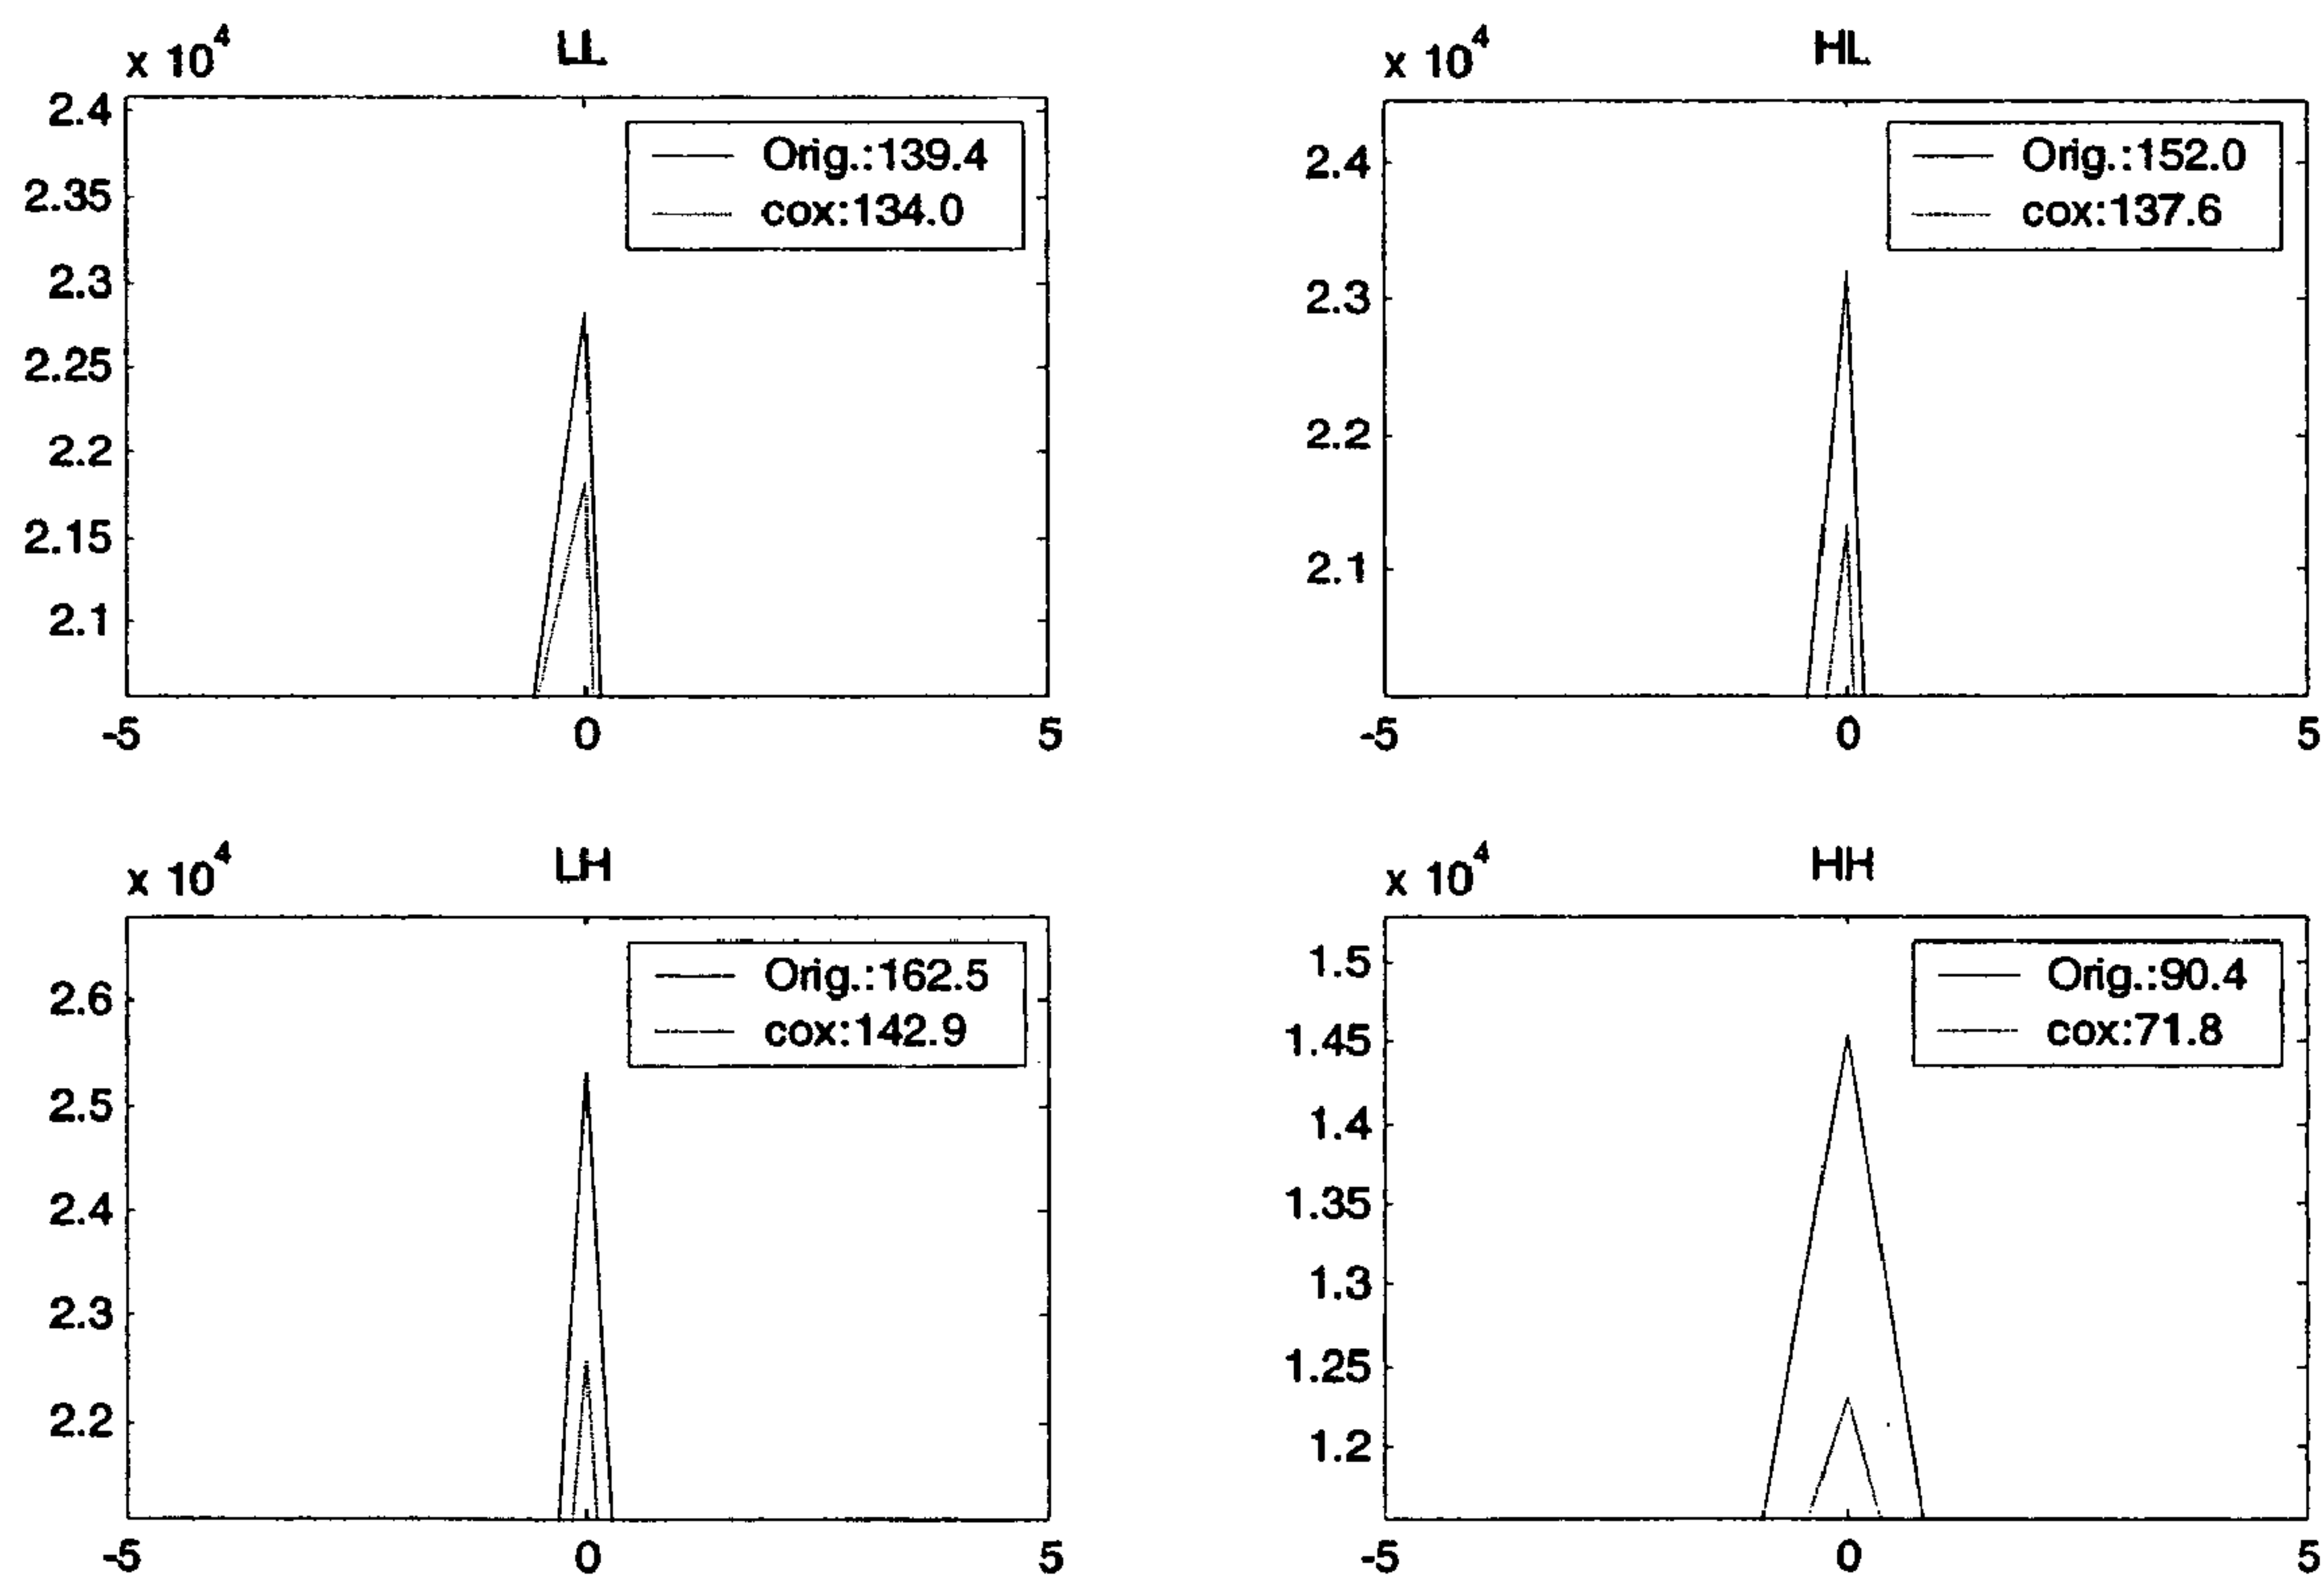 x 10^4
LL
2.4
2.35
2.3
2.25
2.2
2.15
2.1
-5
0
5
Orig.:139.4
cox:134.0
x 10^4
HL
2.4
2.3
2.2
2.1
-5
0
5
Orig.:152.0
cox:137.6
x 10^4
LH
2.6
2.5
2.4
2.3
2.2
-5
0
5
Orig.:162.5
cox:142.9
x 10^4
HH
1.5
1.45
1.4
1.35
1.3
1.25
1.2
-5
0
5
Orig.:90.4
cox:71.8